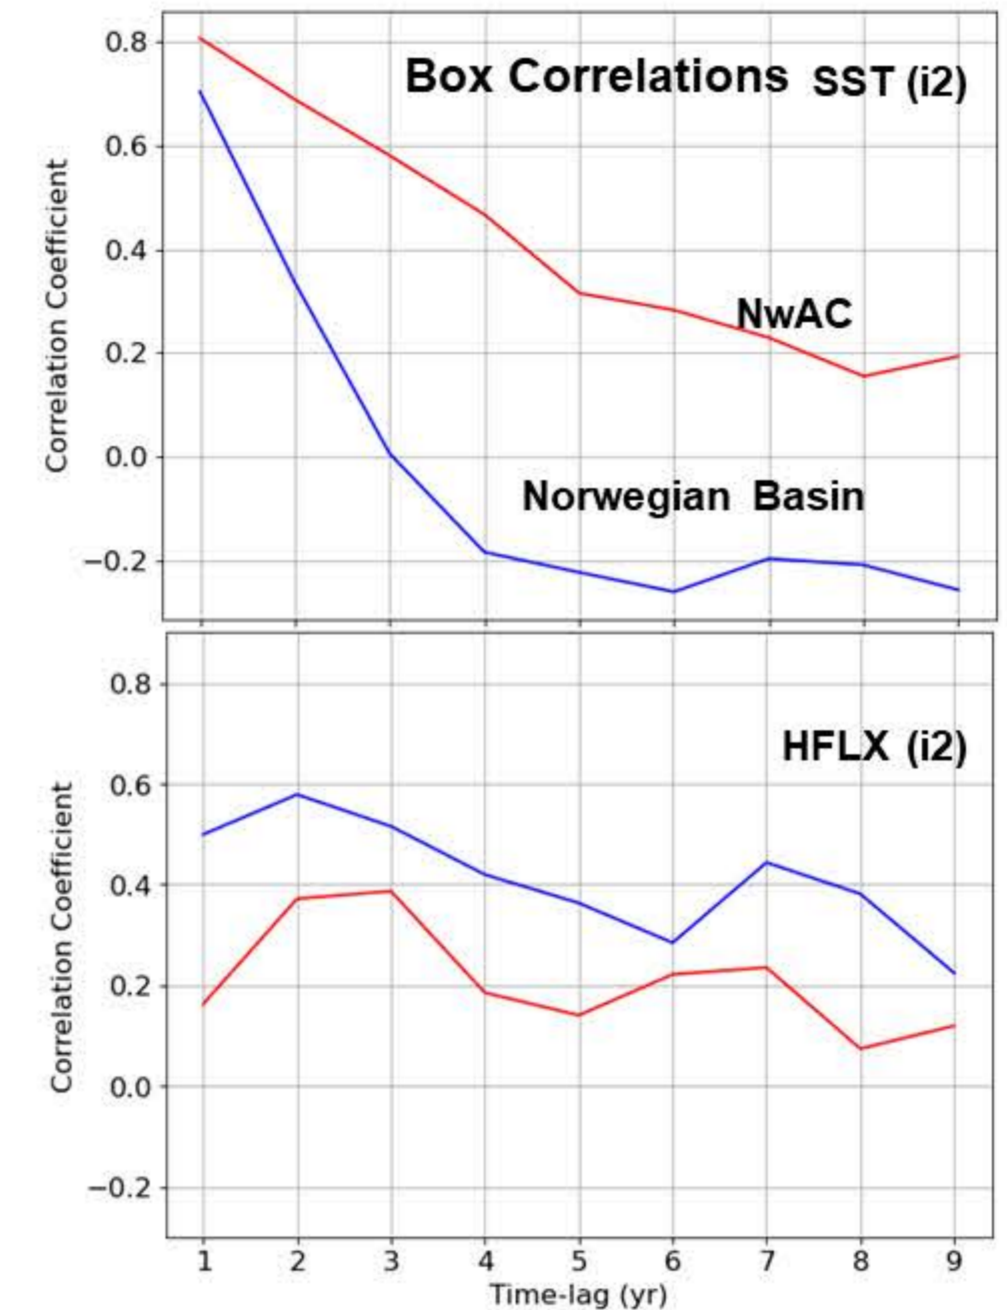 Box Correlations SST (i2)
0.8
0.6
0.4
0.2
0.0
−0.2
Correlation Coefficient
NwAC
Norwegian Basin
HFLX (i2)
0.8
0.6
0.4
0.2
0.0
−0.2
Correlation Coefficient
1 2 3 4 5 6 7 8 9
Time-lag (yr)